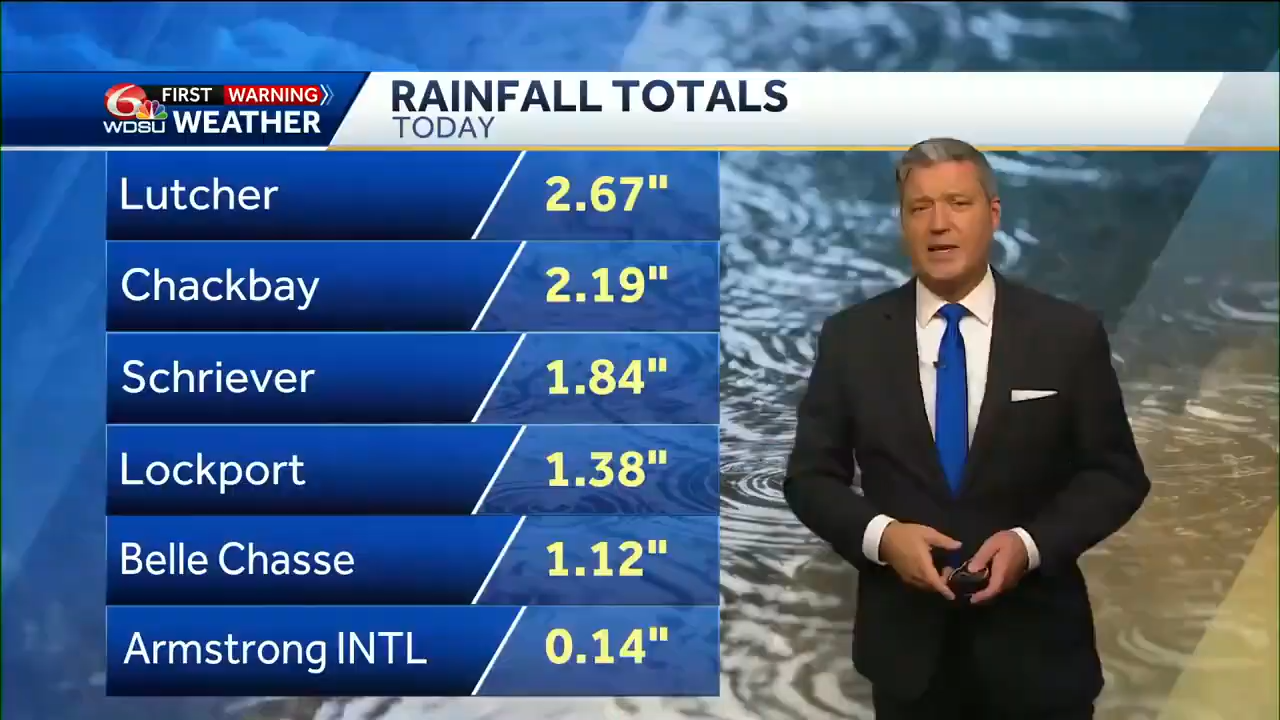 6 FIRST WARNING
WDSU WEATHER
RAINFALL TOTALS
TODAY
Lutcher 2.67"
Chackbay 2.19"
Schriever 1.84"
Lockport 1.38"
Belle Chasse 1.12"
Armstrong INTL 0.14"